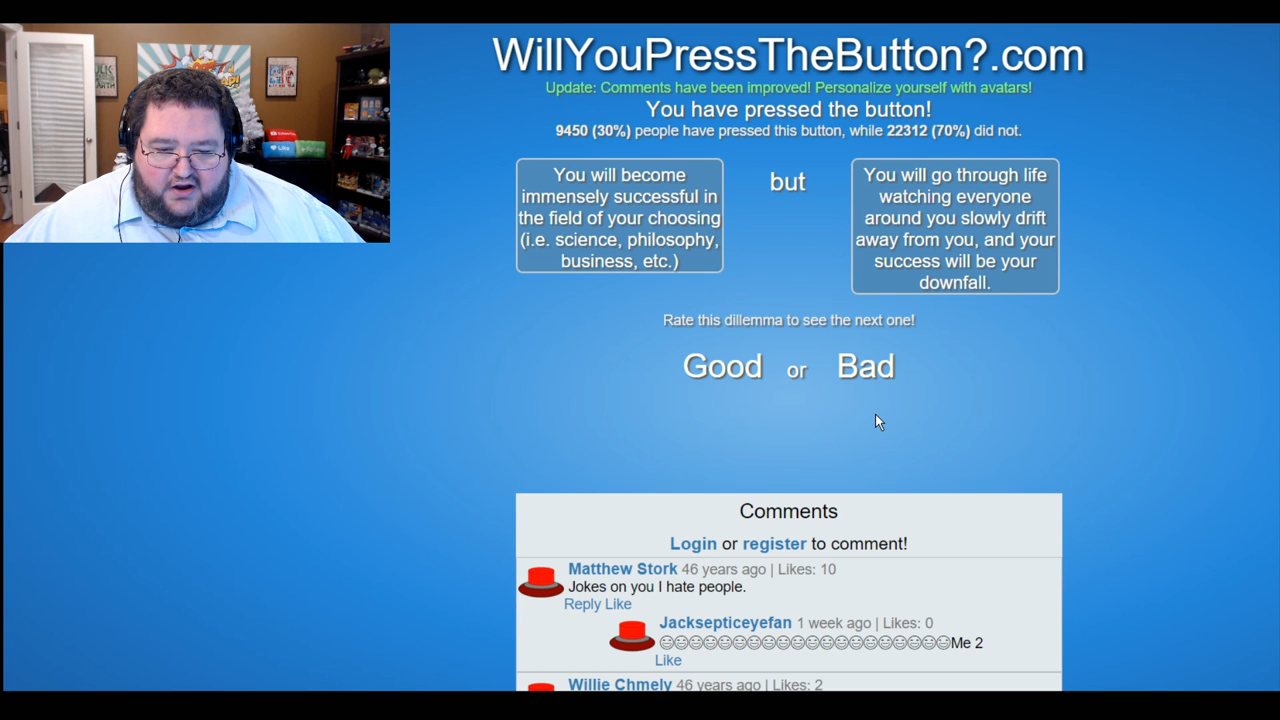 WillYouPressTheButton?.com
Update: Comments have been improved! Personalize yourself with avatars!
You have pressed the button!
9450 (30%) people have pressed this button, while 22312 (70%) did not.
You will become
immensely successful in
the field of your choosing
(i.e. science, philosophy,
business, etc.)
but
You will go through life
watching everyone
around you slowly drift
away from you, and your
success will be your
downfall.
Rate this dillemma to see the next one!
Good or Bad
Comments
Login or register to comment!
Matthew Stork 46 years ago | Likes: 10
Jokes on you I hate people.
Reply Like
Jacksepticeyefan 1 week ago | Likes: 0
Me 2
Like
Willie Chmely 46 years ago | Likes: 2